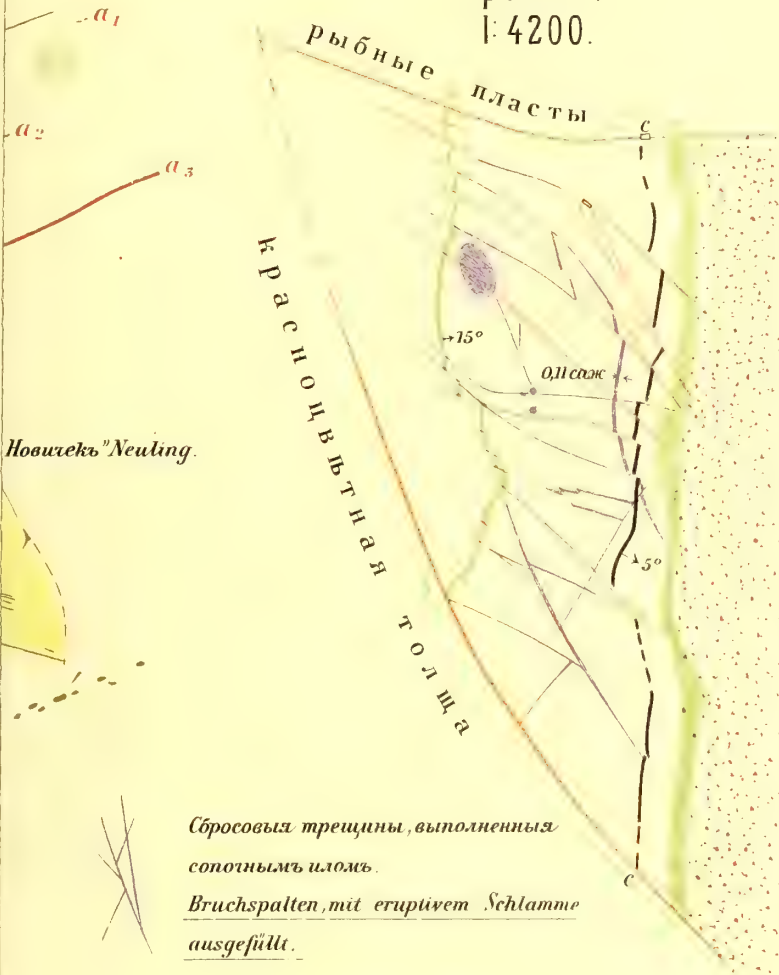 1:4200.
a₁
рыбные пласты
c
a₂
a₃
красноцвѣтная толща
15°
0,11 саж
Новичекъ" Neuling.
5°
c
Сбросовыя трещины, выполненныя
сопочнымъ иломъ.
Bruchspalten, mit eruptivem Schlamme
ausgefüllt.